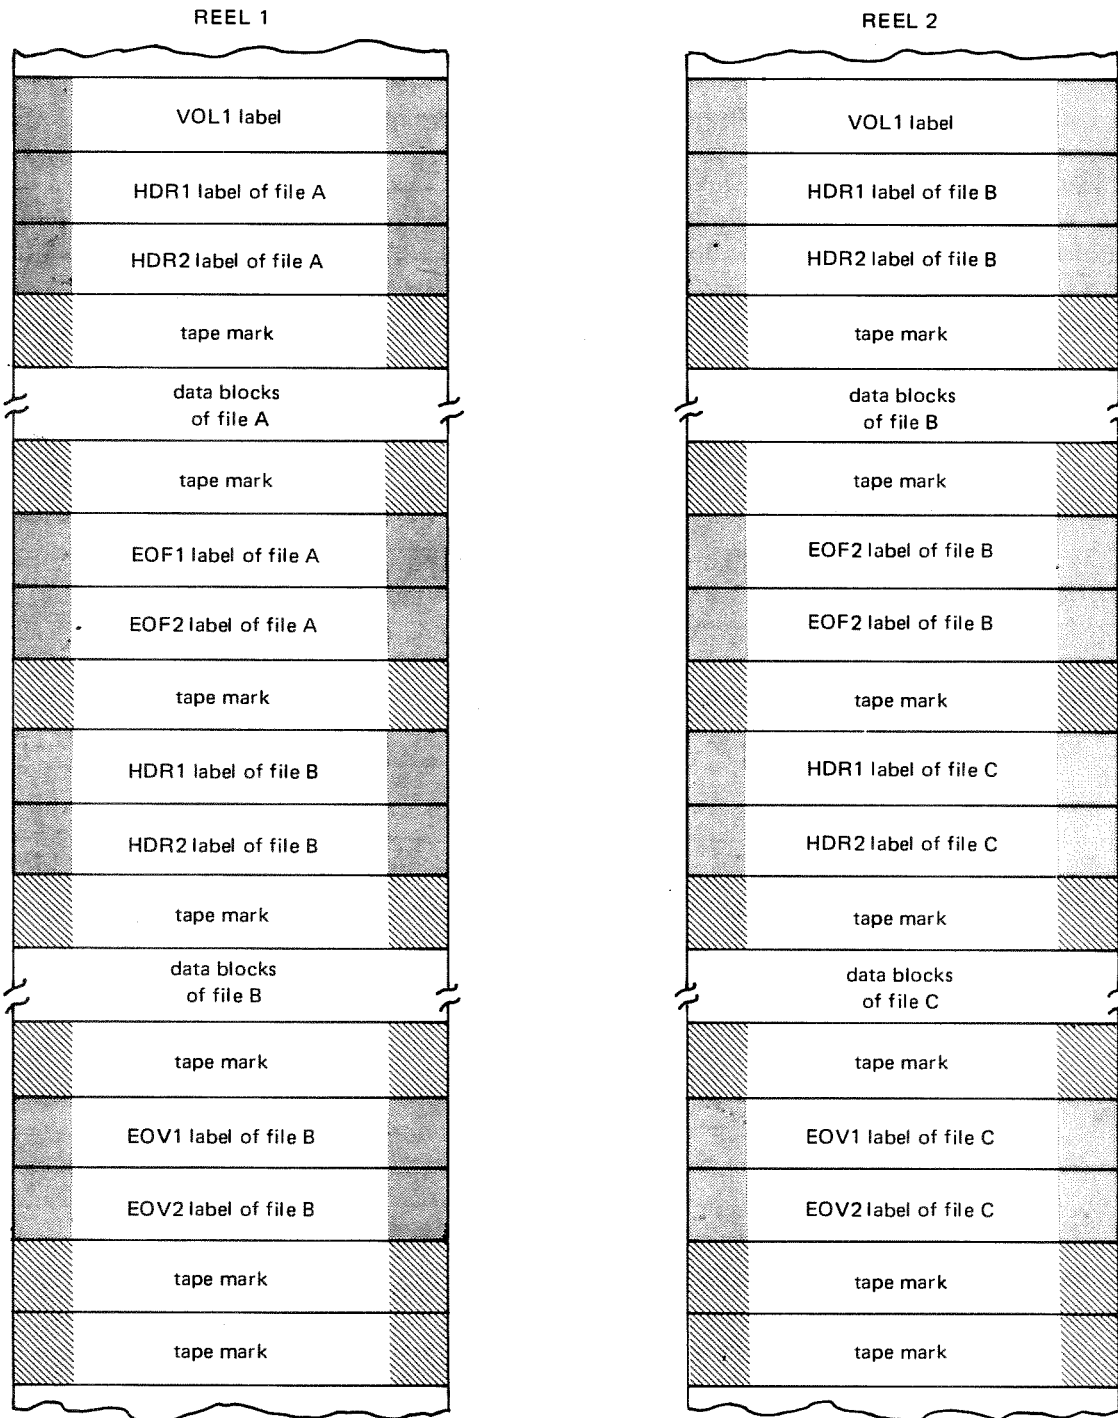 REEL 1
VOL1 label
HDR1 label of file A
HDR2 label of file A
tape mark
data blocks
of file A
tape mark
EOF1 label of file A
EOF2 label of file A
tape mark
HDR1 label of file B
HDR2 label of file B
tape mark
data blocks
of file B
tape mark
EOV1 label of file B
EOV2 label of file B
tape mark
tape mark
REEL 2
VOL1 label
HDR1 label of file B
HDR2 label of file B
tape mark
data blocks
of file B
tape mark
EOF2 label of file B
EOF2 label of file B
tape mark
HDR1 label of file C
HDR2 label of file C
tape mark
data blocks
of file C
tape mark
EOV1 label of file C
EOV2 label of file C
tape mark
tape mark